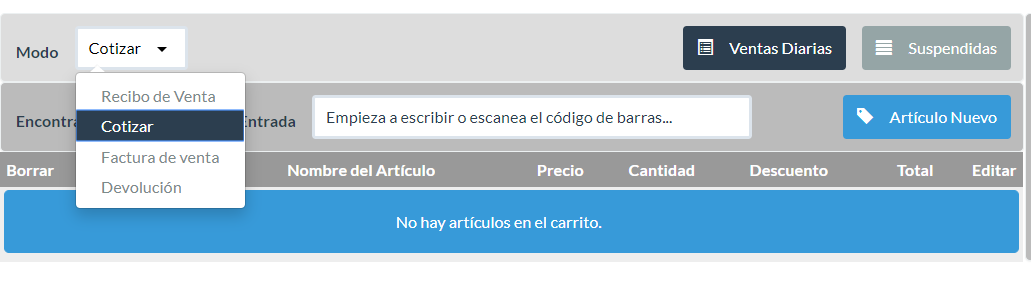 Modo Cotizar Ventas Diarias Suspendidas
Recibo de Venta
Cotizar
Factura de venta
Devolución
Entrada Empieza a escribir o escanea el código de barras... Artículo Nuevo
Borrar Nombre del Artículo Precio Cantidad Descuento Total Editar
No hay artículos en el carrito.